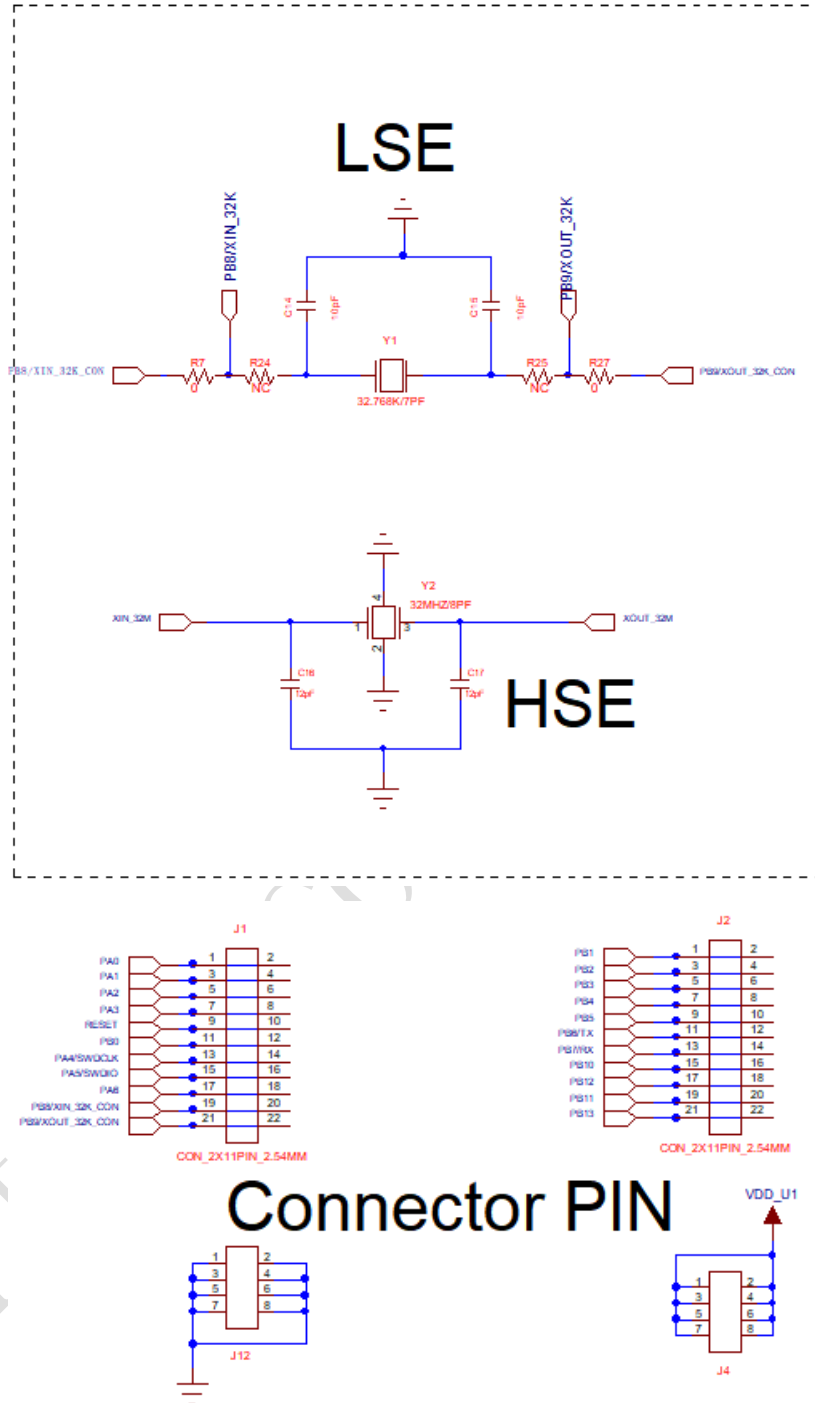 LSE
PB8/XIN_32K
PB9/XOUT_32K
C14
10pF
C15
10pF
Y1
PB8/XIN_32K_CON
R7
0
R24
NC
32.768K/7PF
R25
NC
R27
0
PB9/XOUT_32K_CON
4
Y2
32MHZ/8PF
XIN_32M
1
3
XOUT_32M
2
C16
12pF
C17
12pF
HSE
J1
PA0 1 2
PA1 3 4
PA2 5 6
PA3 7 8
RESET 9 10
PB0 11 12
PA4/SWDCLK 13 14
PA5/SWDIO 15 16
PA6 17 18
PB8/XIN_32K_CON 19 20
PB9/XOUT_32K_CON 21 22
CON_2X11PIN_2.54MM
J2
PB1 1 2
PB2 3 4
PB3 5 6
PB4 7 8
PB5 9 10
PB6/TX 11 12
PB7/RX 13 14
PB10 15 16
PB12 17 18
PB11 19 20
PB13 21 22
CON_2X11PIN_2.54MM
Connector PIN
VDD_U1
1 2
3 4
5 6
7 8
J12
1 2
3 4
5 6
7 8
J4